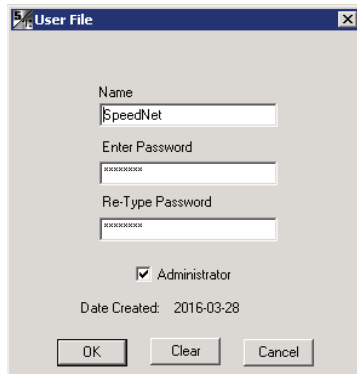 User File
Name
SpeedNet
Enter Password
********
Re-Type Password
********
Administrator
Date Created: 2016-03-28
OK Clear Cancel